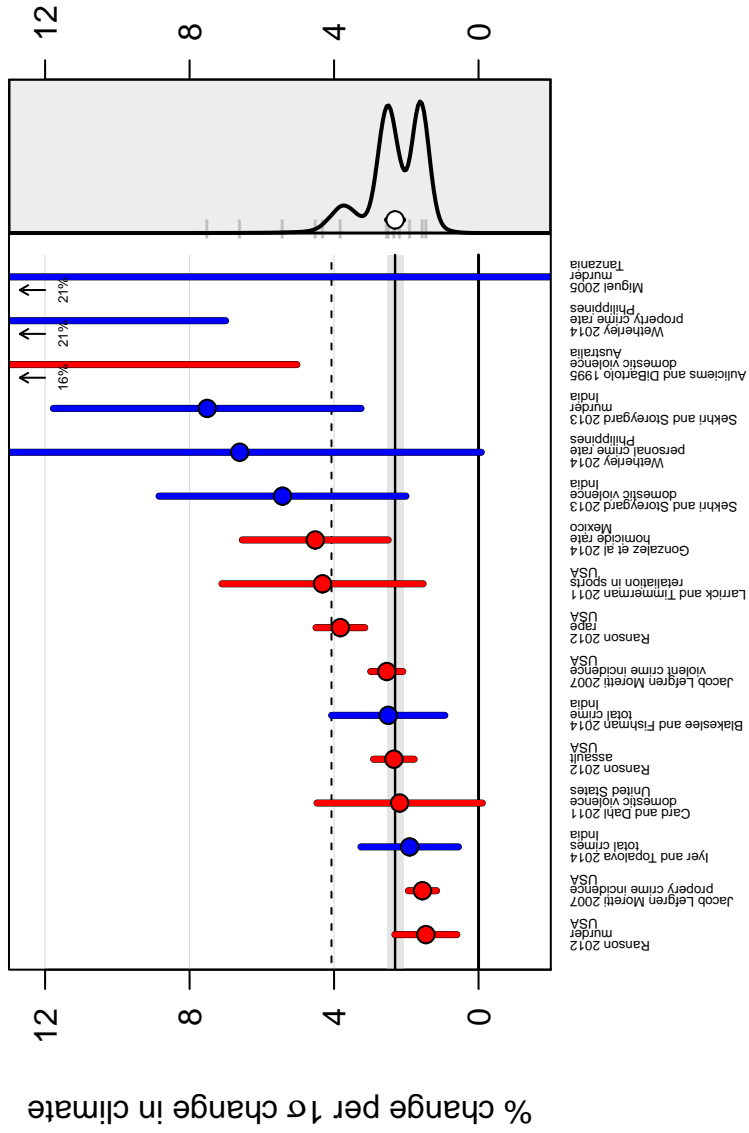 % change per 1σ change in climate
12
8
4
0
12
8
4
0
21%
21%
16%
Ranson 2012
murder
USA
Jacob Lefgren Moretti 2007
propery crime incidence
USA
Iyer and Topalova 2014
total crimes
India
Card and Dahl 2011
domestic violence
United States
Ranson 2012
assault
USA
Blakeslee and Fishman 2014
total crime
India
Jacob Lefgren Moretti 2007
violent crime incidence
USA
Ranson 2012
rape
USA
Larrick and Timmerman 2011
retaliation in sports
USA
Gonzalez et al 2014
homicide rate
Mexico
Sekhri and Storeygard 2013
domestic violence
India
Wetherley 2014
personal crime rate
Philippines
Sekhri and Storeygard 2013
murder
India
Auliciems and DiBartolo 1995
domestic violence
Australia
Wetherley 2014
property crime rate
Philippines
Miguel 2005
murder
Tanzania